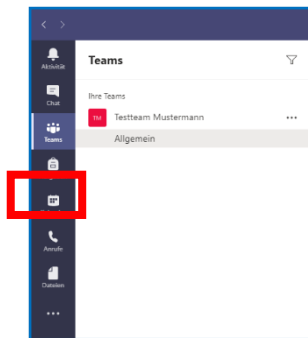 Aktivität
Chat
Teams
Anrufe
Dateien
Teams
Ihre Teams
TM
Testteam Mustermann
Allgemein